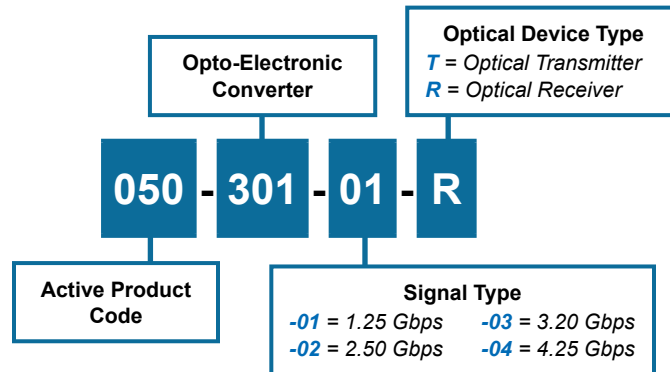 Optical Device Type
T = Optical Transmitter
R = Optical Receiver
Opto-Electronic
Converter
050 - 301 - 01 - R
Active Product
Code
Signal Type
-01 = 1.25 Gbps -03 = 3.20 Gbps
-02 = 2.50 Gbps -04 = 4.25 Gbps